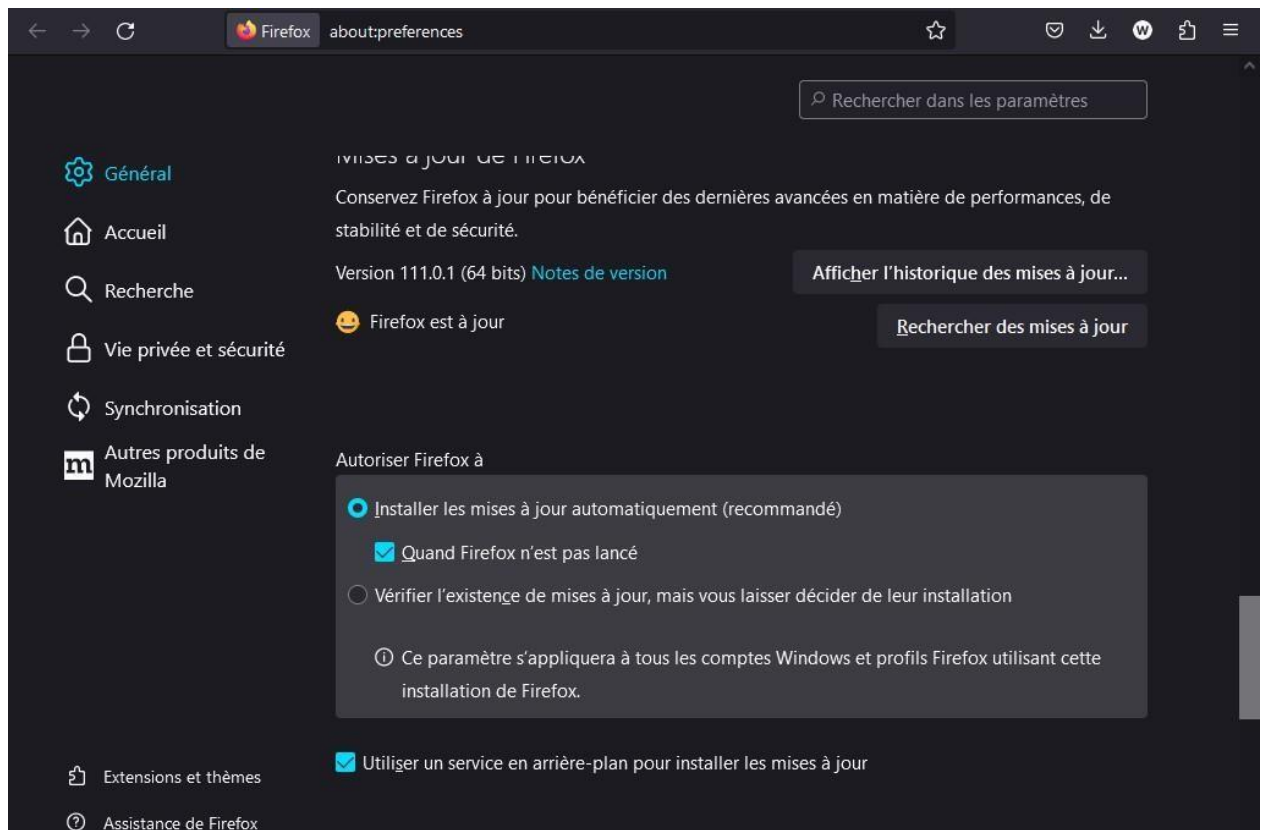 Firefox about:preferences
Rechercher dans les paramètres
Général
Accueil
Recherche
Vie privée et sécurité
Synchronisation
m Autres produits de
Mozilla
Extensions et thèmes
Assistance de Firefox
Mises à jour de Firefox
Conservez Firefox à jour pour bénéficier des dernières avancées en matière de performances, de
stabilité et de sécurité.
Version 111.0.1 (64 bits) Notes de version
Afficher l'historique des mises à jour...
Firefox est à jour
Rechercher des mises à jour
Autoriser Firefox à
Installer les mises à jour automatiquement (recommandé)
Quand Firefox n'est pas lancé
Vérifier l'existence de mises à jour, mais vous laisser décider de leur installation
Ce paramètre s'appliquera à tous les comptes Windows et profils Firefox utilisant cette
installation de Firefox.
Utiliser un service en arrière-plan pour installer les mises à jour